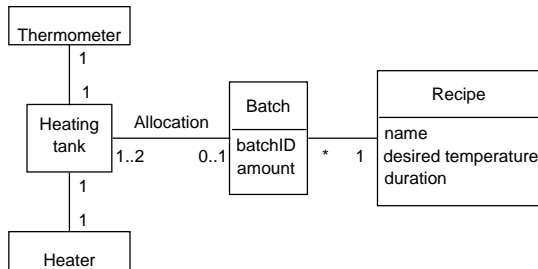 Thermometer
1
1
Heating
tank
Allocation
1..2
0..1
Batch
batchID
amount
*
1
Recipe
name
desired temperature
duration
1
1
Heater